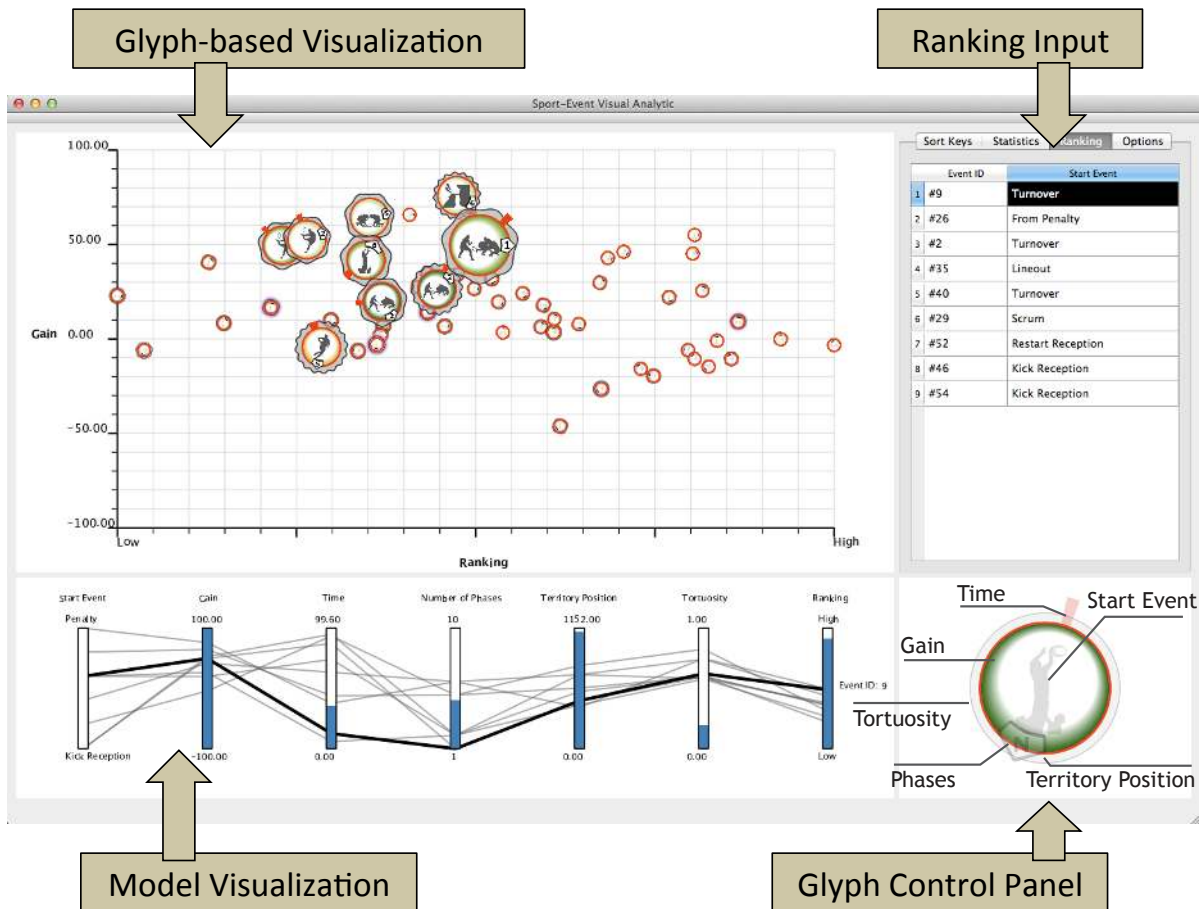 Glyph-based Visualization
Ranking Input
Sport-Event Visual Analytic
100.00
50.00
Gain 0.00
-50.00
-100.00
Low
High
Ranking
Sort Keys Statistics Ranking Options
Event ID Start Event
1 #9 Turnover
2 #26 From Penalty
3 #2 Turnover
4 #35 Lineout
5 #40 Turnover
6 #29 Scrum
7 #52 Restart Reception
8 #46 Kick Reception
9 #54 Kick Reception
Start Event Gain Time Number of Phases Territory Position Tortuosity Ranking
Penalty 100.00 99.60 10 1152.00 1.00 High
Event ID: 9
Kick Reception -100.00 0.00 1 0.00 0.00 Low
Time
Start Event
Gain
Tortuosity
N
Phases
Territory Position
Model Visualization
Glyph Control Panel